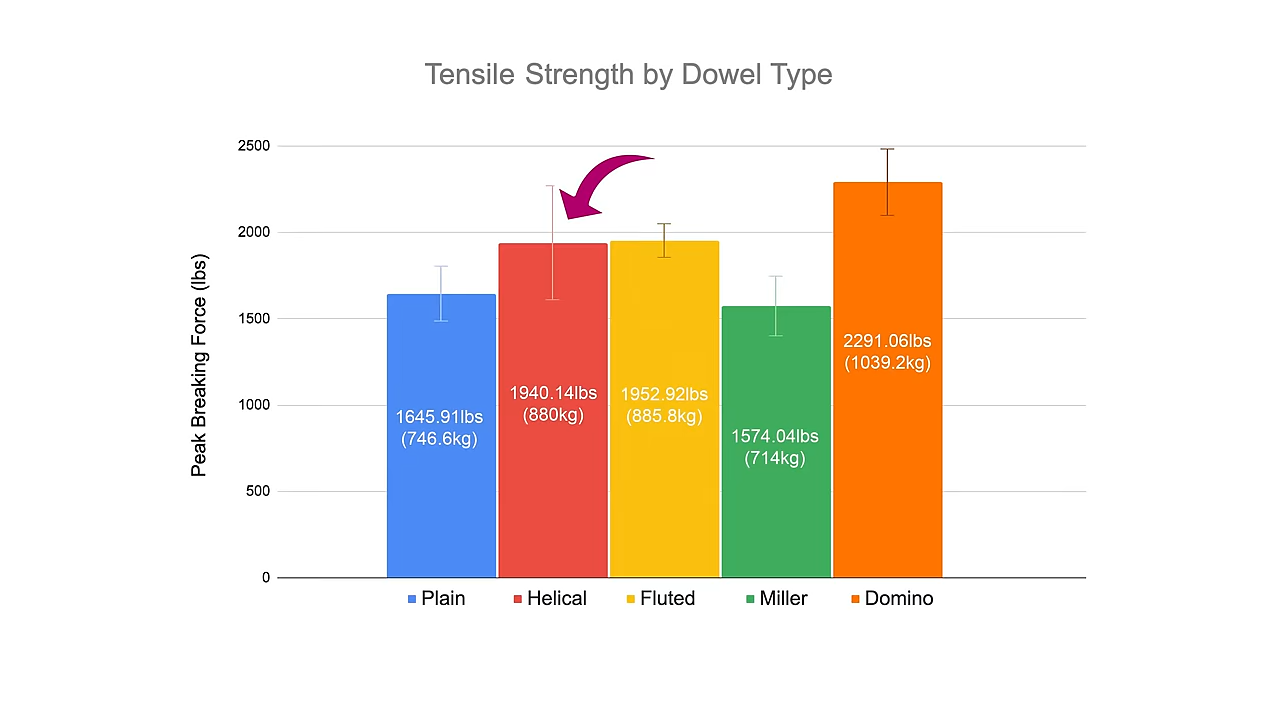 Tensile Strength by Dowel Type
Peak Breaking Force (lbs)
2500
2000
1500
1000
500
0
1645.91lbs
(746.6kg)
1940.14lbs
(880kg)
1952.92lbs
(885.8kg)
1574.04lbs
(714kg)
2291.06lbs
(1039.2kg)
Plain
Helical
Fluted
Miller
Domino